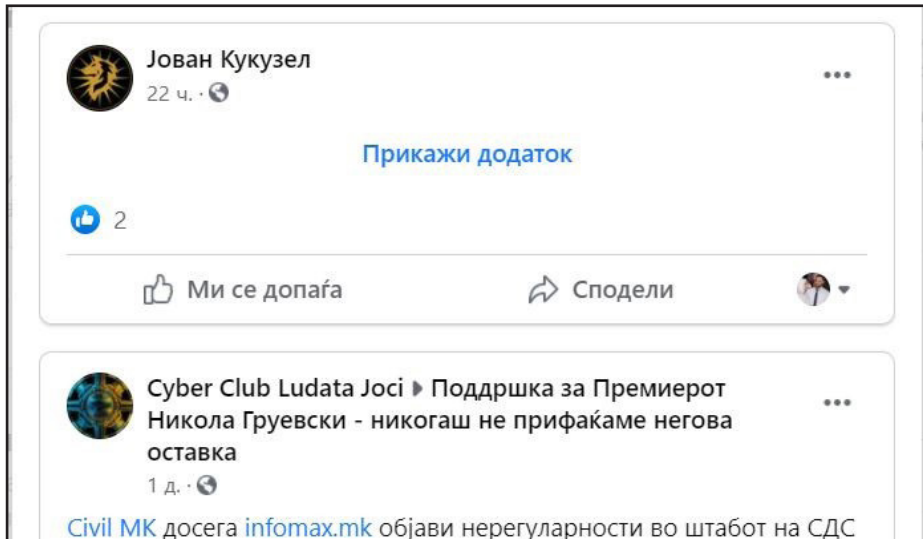 Јован Кукузел
22 ч. ·
Прикажи додаток
2
Ми се допаѓа Сподели
Cyber Club Ludata Joci ▸ Поддршка за Премиерот
Никола Груевски - никогаш не прифаќаме негова
оставка
1 д. ·
Civil MK досега infomax.mk објави нерегуларности во штабот на СДС